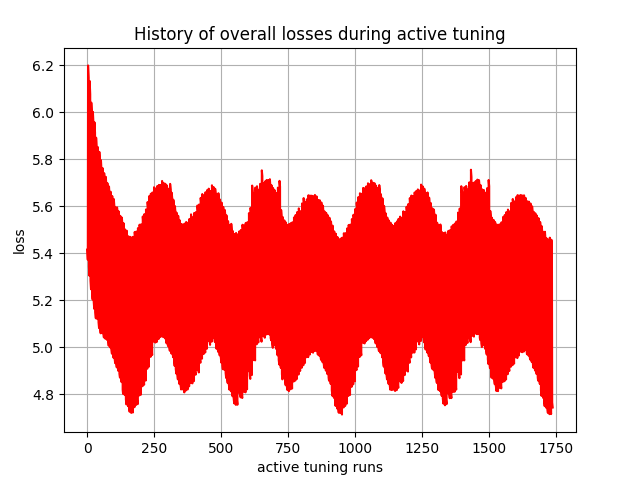 History of overall losses during active tuning
6.2
6.0
5.8
5.6
5.4
5.2
5.0
4.8
loss
0 250 500 750 1000 1250 1500 1750
active tuning runs